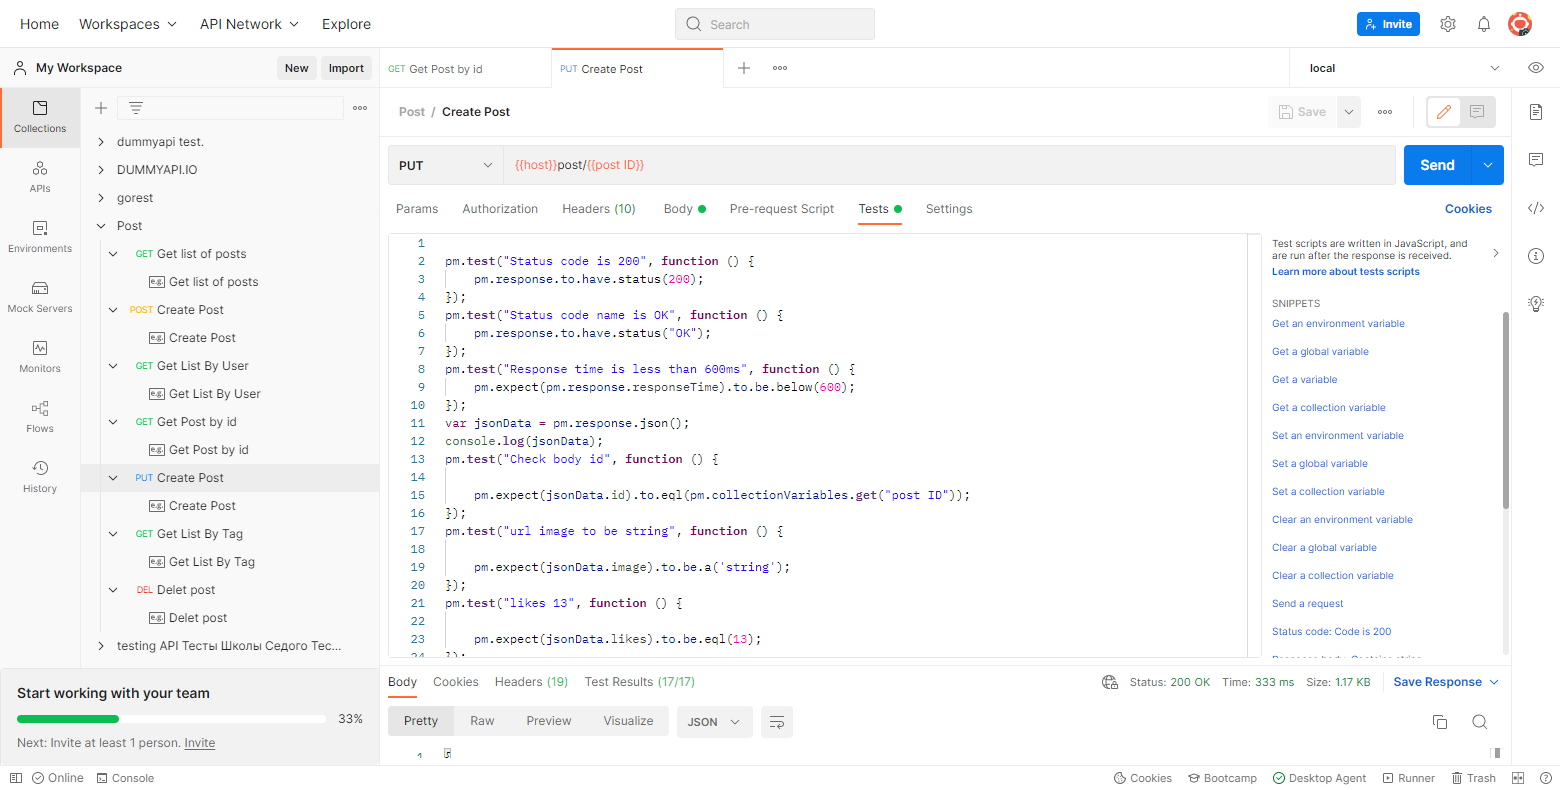 Home Workspaces API Network Explore Search Invite
My Workspace New Import GET Get Post by id PUT Create Post local
Collections
APIs
Environments
Mock Servers
Monitors
Flows
History
dummyapi test.
DUMMYAPI.IO
gorest
Post
GET Get list of posts
e.g. Get list of posts
POST Create Post
e.g. Create Post
GET Get List By User
e.g. Get List By User
GET Get Post by id
e.g. Get Post by id
PUT Create Post
e.g. Create Post
GET Get List By Tag
e.g. Get List By Tag
DEL Delet post
e.g. Delet post
testing API Тесты Школы Седого Тес...
Start working with your team
33%
Next: Invite at least 1 person. Invite
Post / Create Post Save
PUT {{host}}post/{{post ID}} Send
Params Authorization Headers (10) Body Pre-request Script Tests Settings Cookies
1
2 pm.test("Status code is 200", function () {
3 pm.response.to.have.status(200);
4 });
5 pm.test("Status code name is OK", function () {
6 pm.response.to.have.status("OK");
7 });
8 pm.test("Response time is less than 600ms", function () {
9 pm.expect(pm.response.responseTime).to.be.below(600);
10 });
11 var jsonData = pm.response.json();
12 console.log(jsonData);
13 pm.test("Check body id", function () {
14
15 pm.expect(jsonData.id).to.eql(pm.collectionVariables.get("post ID"));
16 });
17 pm.test("url image to be string", function () {
18
19 pm.expect(jsonData.image).to.be.a('string');
20 });
21 pm.test("likes 13", function () {
22
23 pm.expect(jsonData.likes).to.be.eql(13);
24 });
Test scripts are written in JavaScript, and
are run after the response is received.
Learn more about tests scripts
SNIPPETS
Get an environment variable
Get a global variable
Get a variable
Get a collection variable
Set an environment variable
Set a global variable
Set a collection variable
Clear an environment variable
Clear a global variable
Clear a collection variable
Send a request
Status code: Code is 200
Response body: Contains string
Body Cookies Headers (19) Test Results (17/17) Status: 200 OK Time: 333 ms Size: 1.17 KB Save Response
Pretty Raw Preview Visualize JSON
1 {
Online Console Cookies Bootcamp Desktop Agent Runner Trash